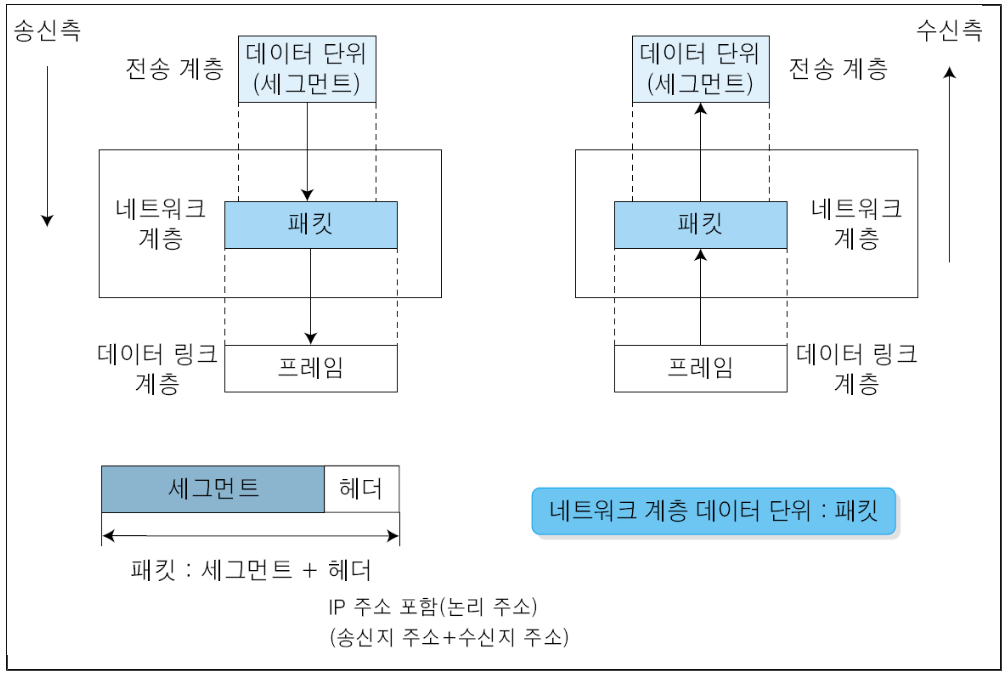 송신측
수신측
전송 계층
데이터 단위
(세그먼트)
데이터 단위
(세그먼트)
전송 계층
네트워크
계층
패킷
패킷
네트워크
계층
데이터 링크
계층
프레임
프레임
데이터 링크
계층
세그먼트
헤더
네트워크 계층 데이터 단위 : 패킷
패킷 : 세그먼트 + 헤더
IP 주소 포함(논리 주소)
(송신지 주소+수신지 주소)